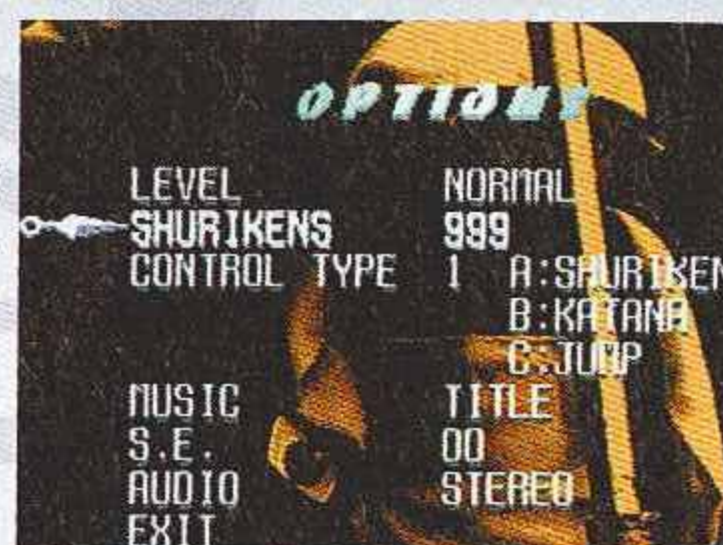 OPTIONS
LEVEL NORMAL
SHURIKENS 999
CONTROL TYPE 1 A:SHURIKEN
B:KATANA
C:JUMP
MUSIC TITLE
S.E. 00
AUDIO STEREO
EXIT